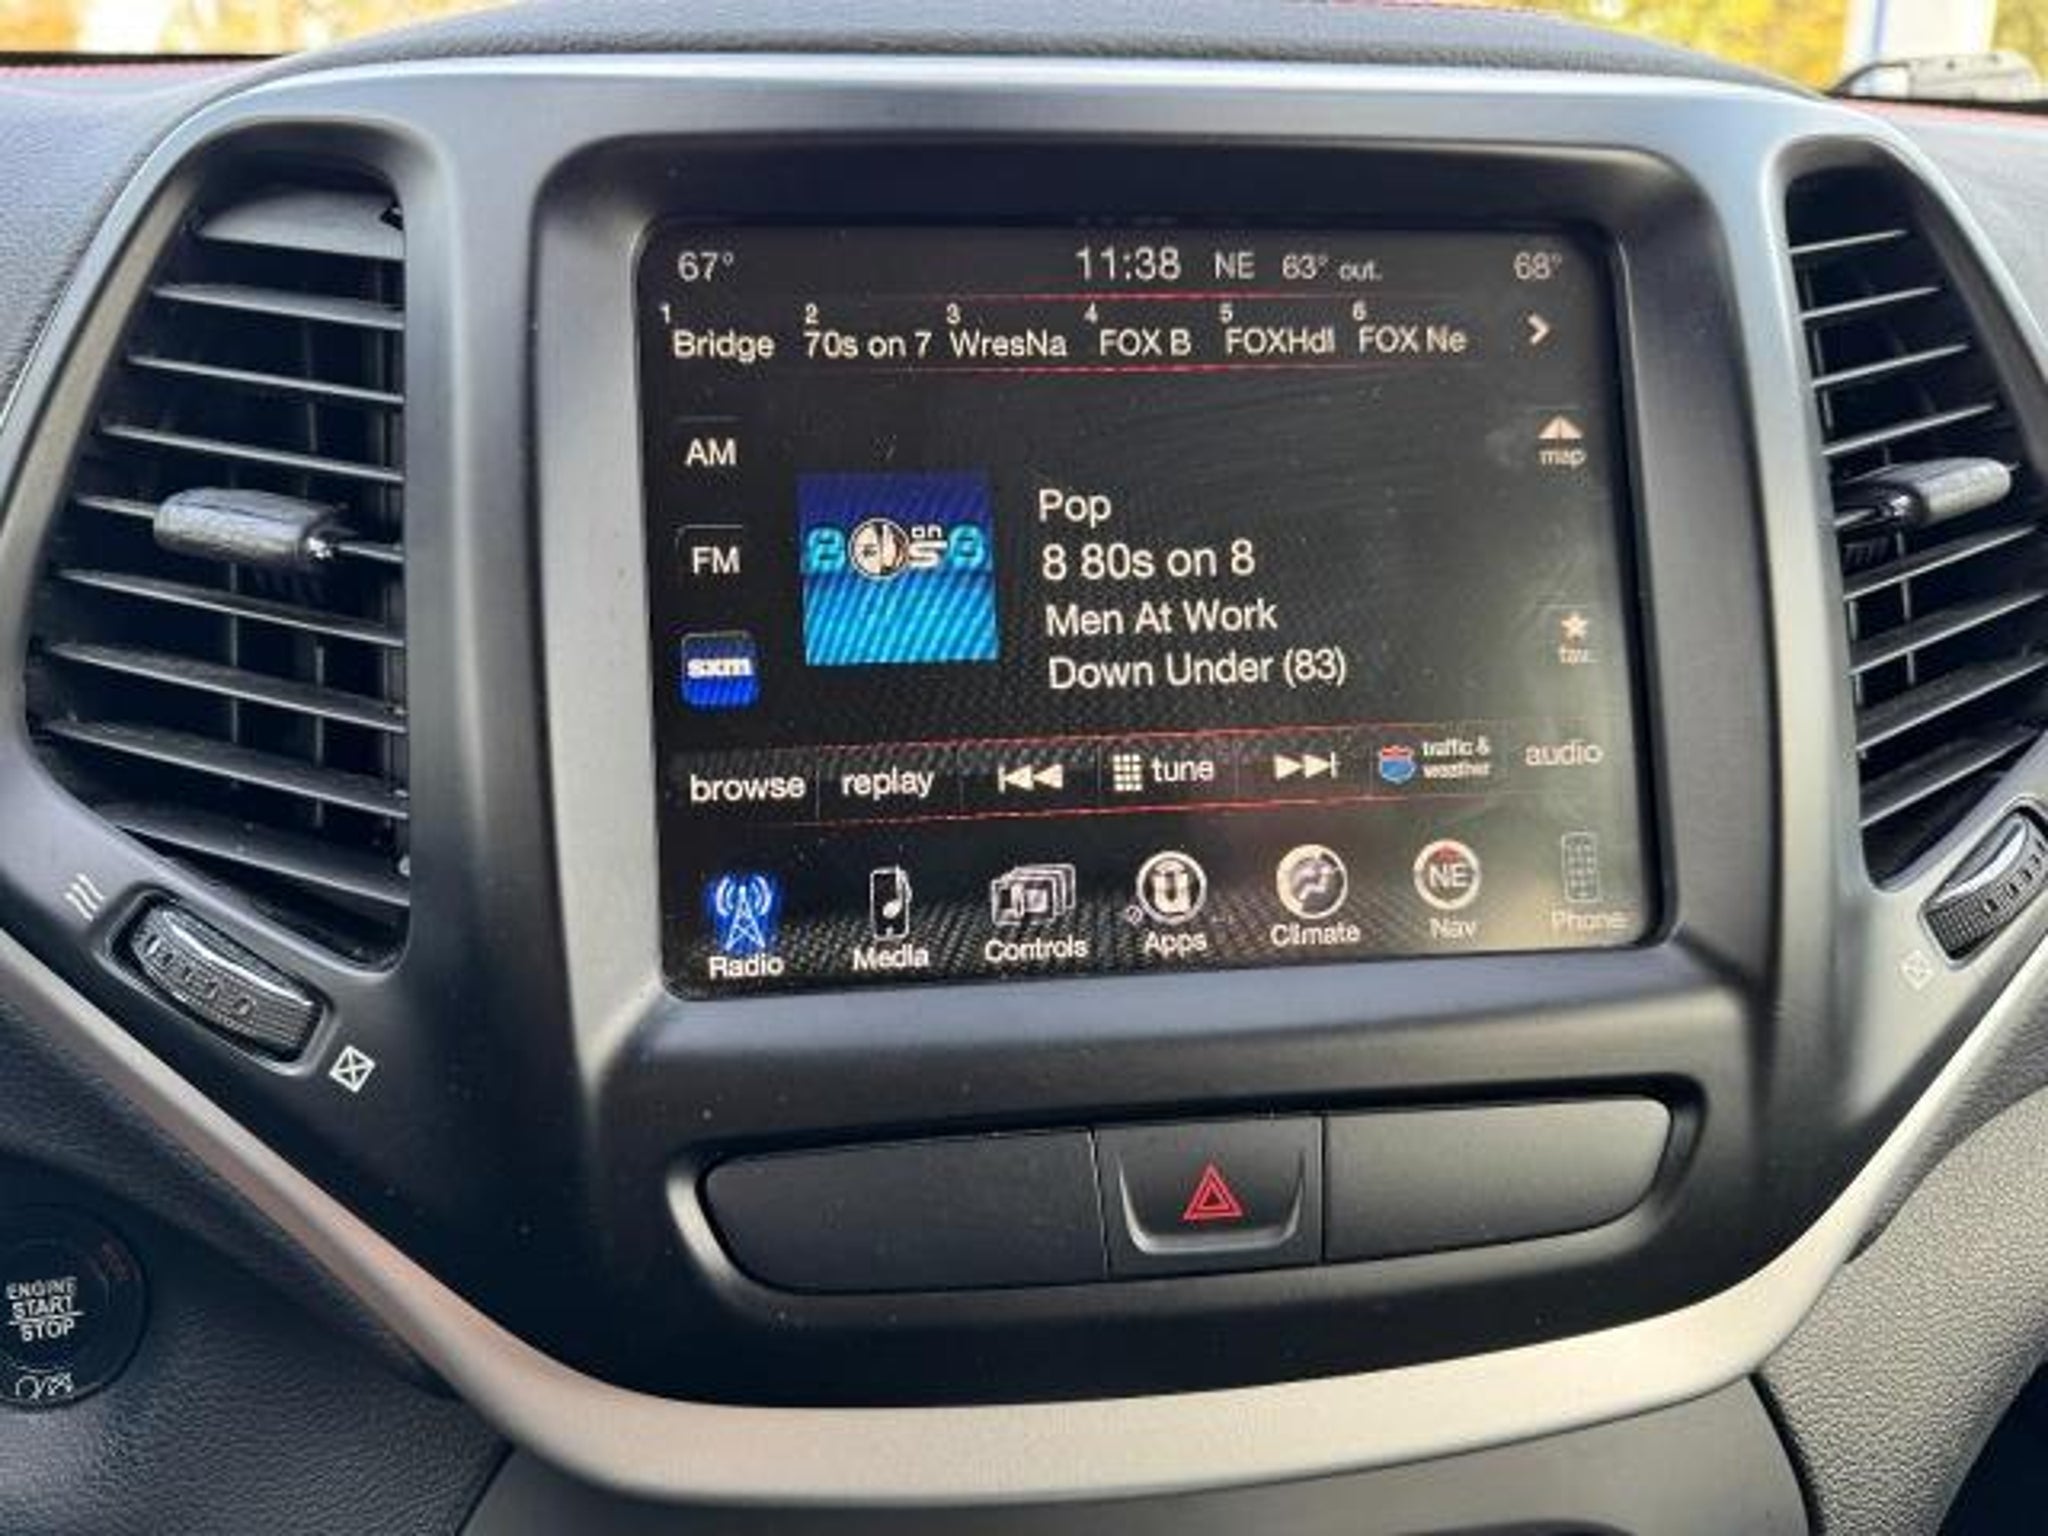 67° 11:38 NE 63° out. 68°
1 Bridge 2 70s on 7 3 WresNa 4 FOX B 5 FOXHdl 6 FOX Ne
AM
map
Pop
8 80s on 8
FM
Men At Work
Down Under (83)
sxm
fav.
browse replay tune traffic & weather audio
Radio Media Controls Apps Climate NE Nav Phone
ENGINE
START
STOP